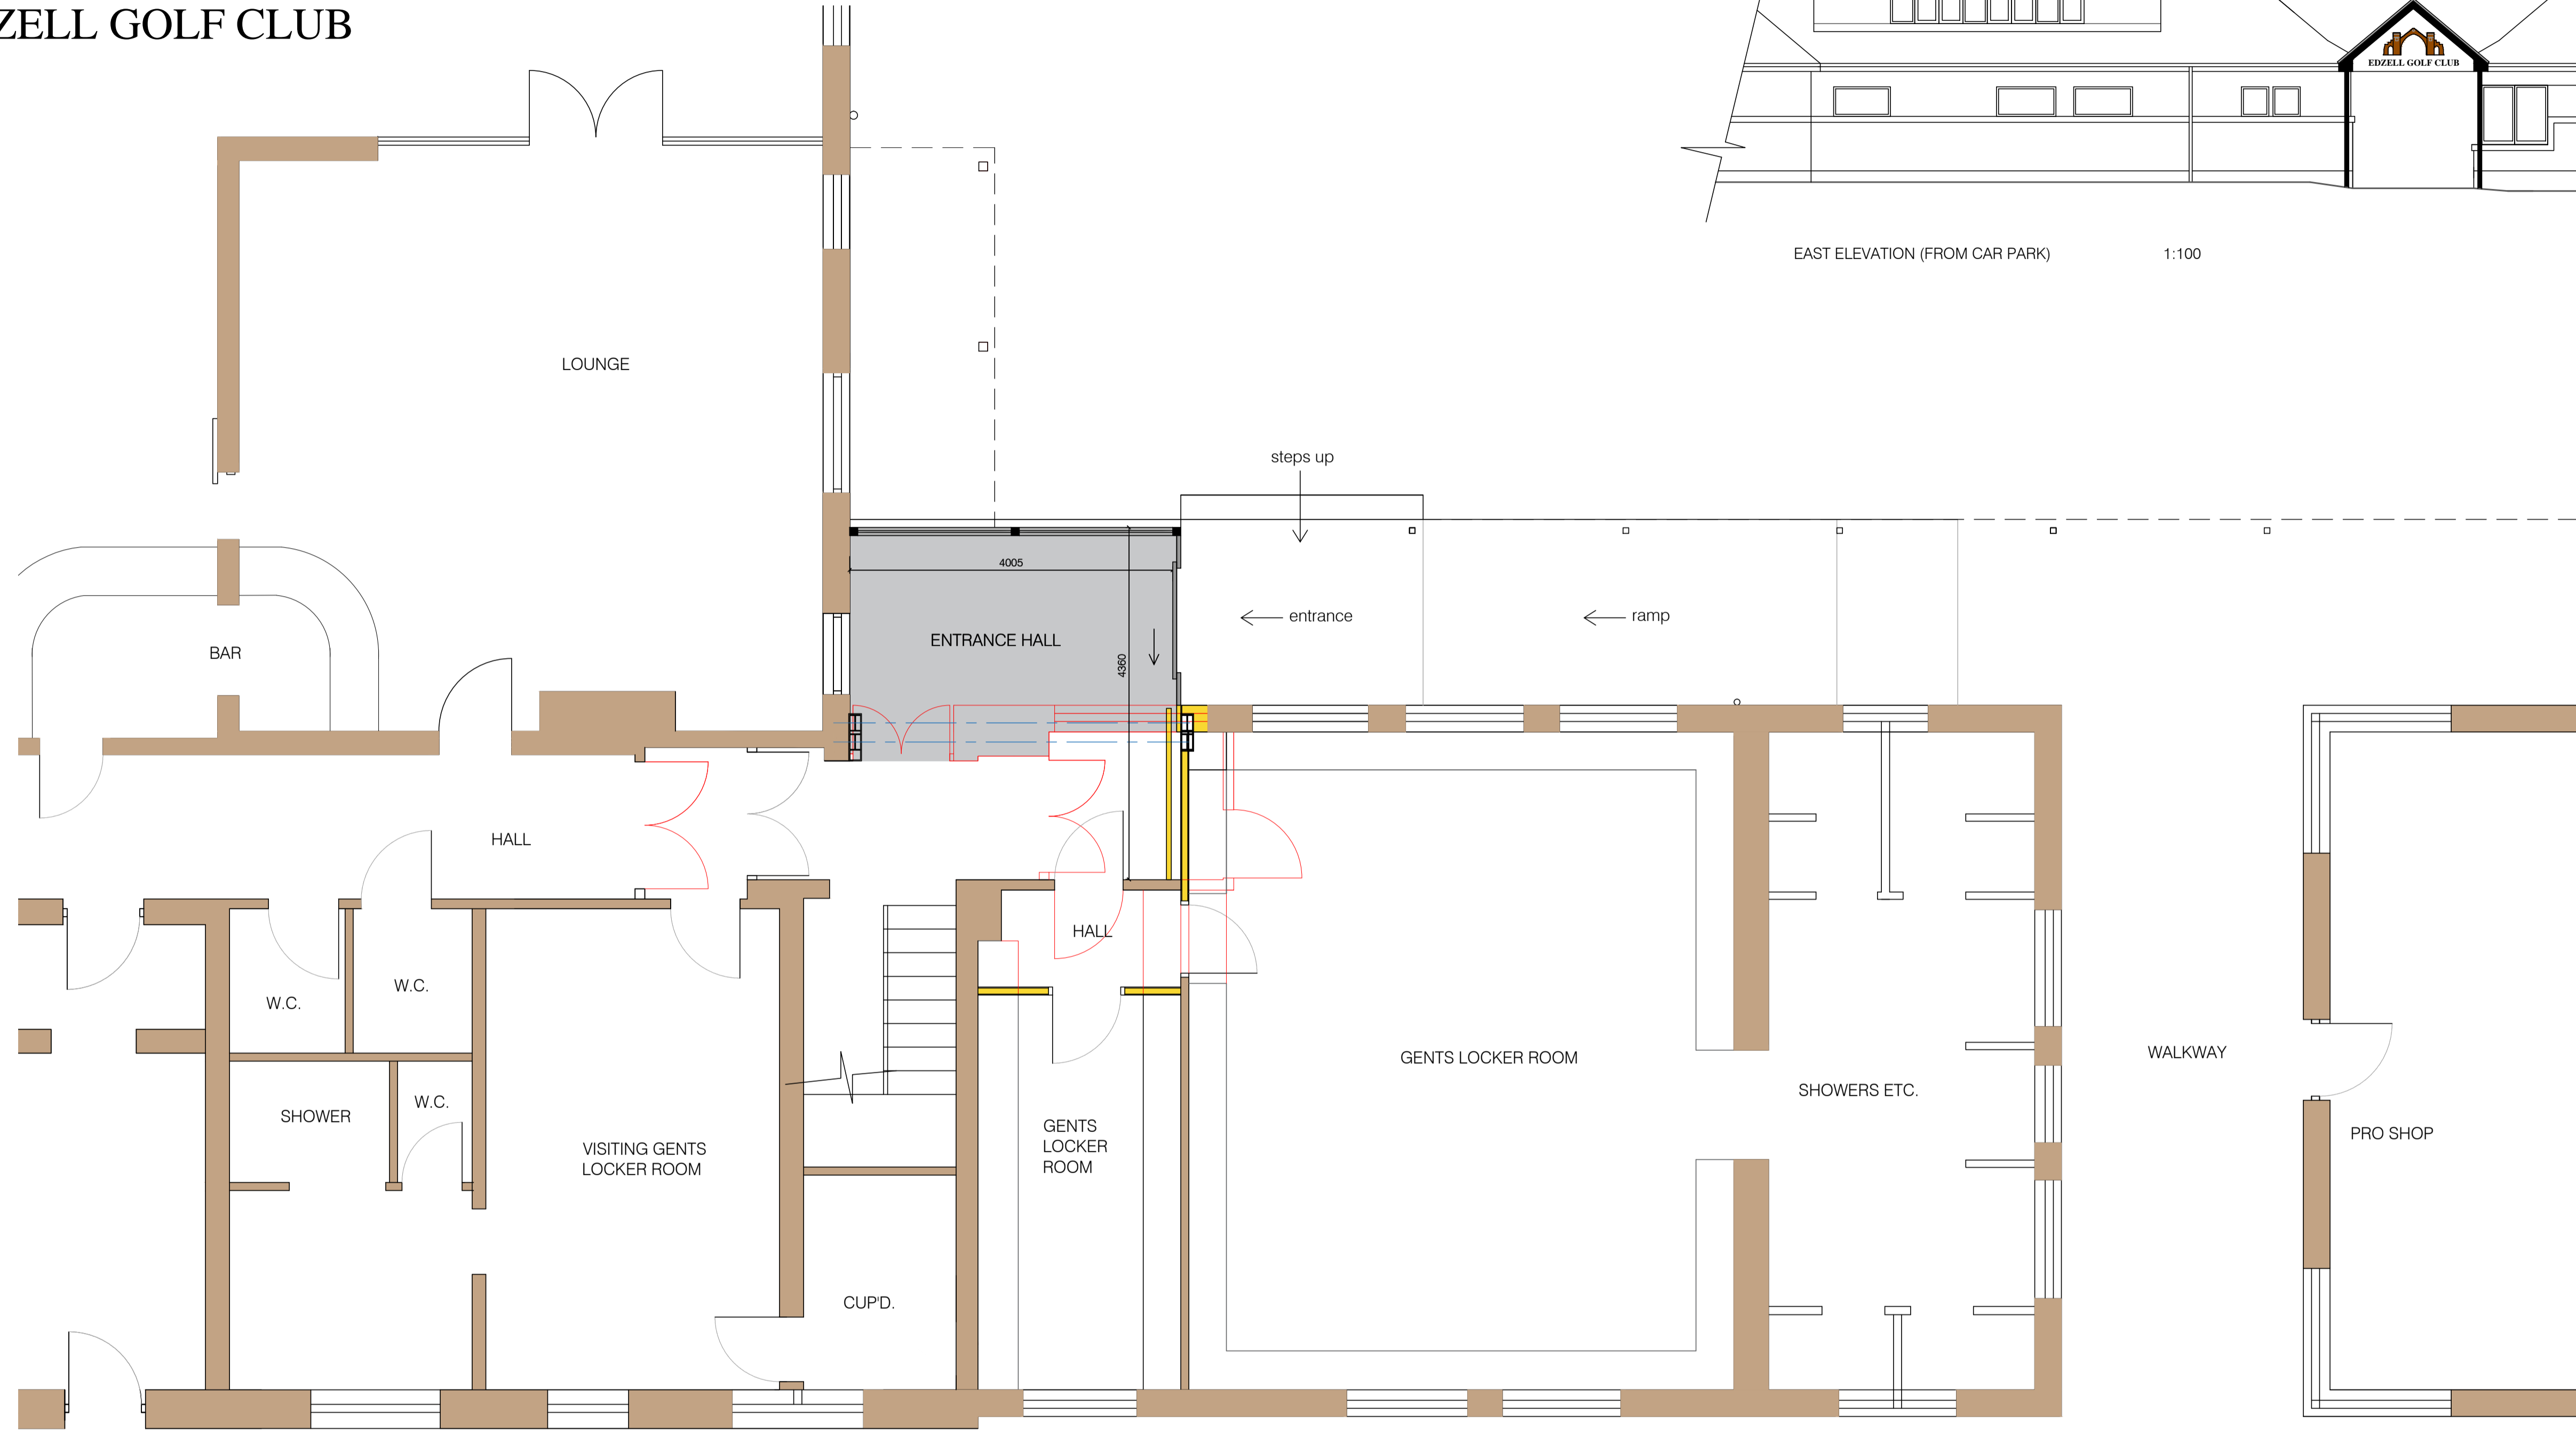 ZELL GOLF CLUB
EDZELL GOLF CLUB
EAST ELEVATION (FROM CAR PARK) 1:100
LOUNGE
steps up
4005
entrance
ramp
ENTRANCE HALL
4360
BAR
HALL
HALL
W.C.
W.C.
W.C.
SHOWER
VISITING GENTS
LOCKER ROOM
GENTS
LOCKER
ROOM
GENTS LOCKER ROOM
SHOWERS ETC.
WALKWAY
PRO SHOP
CUP'D.